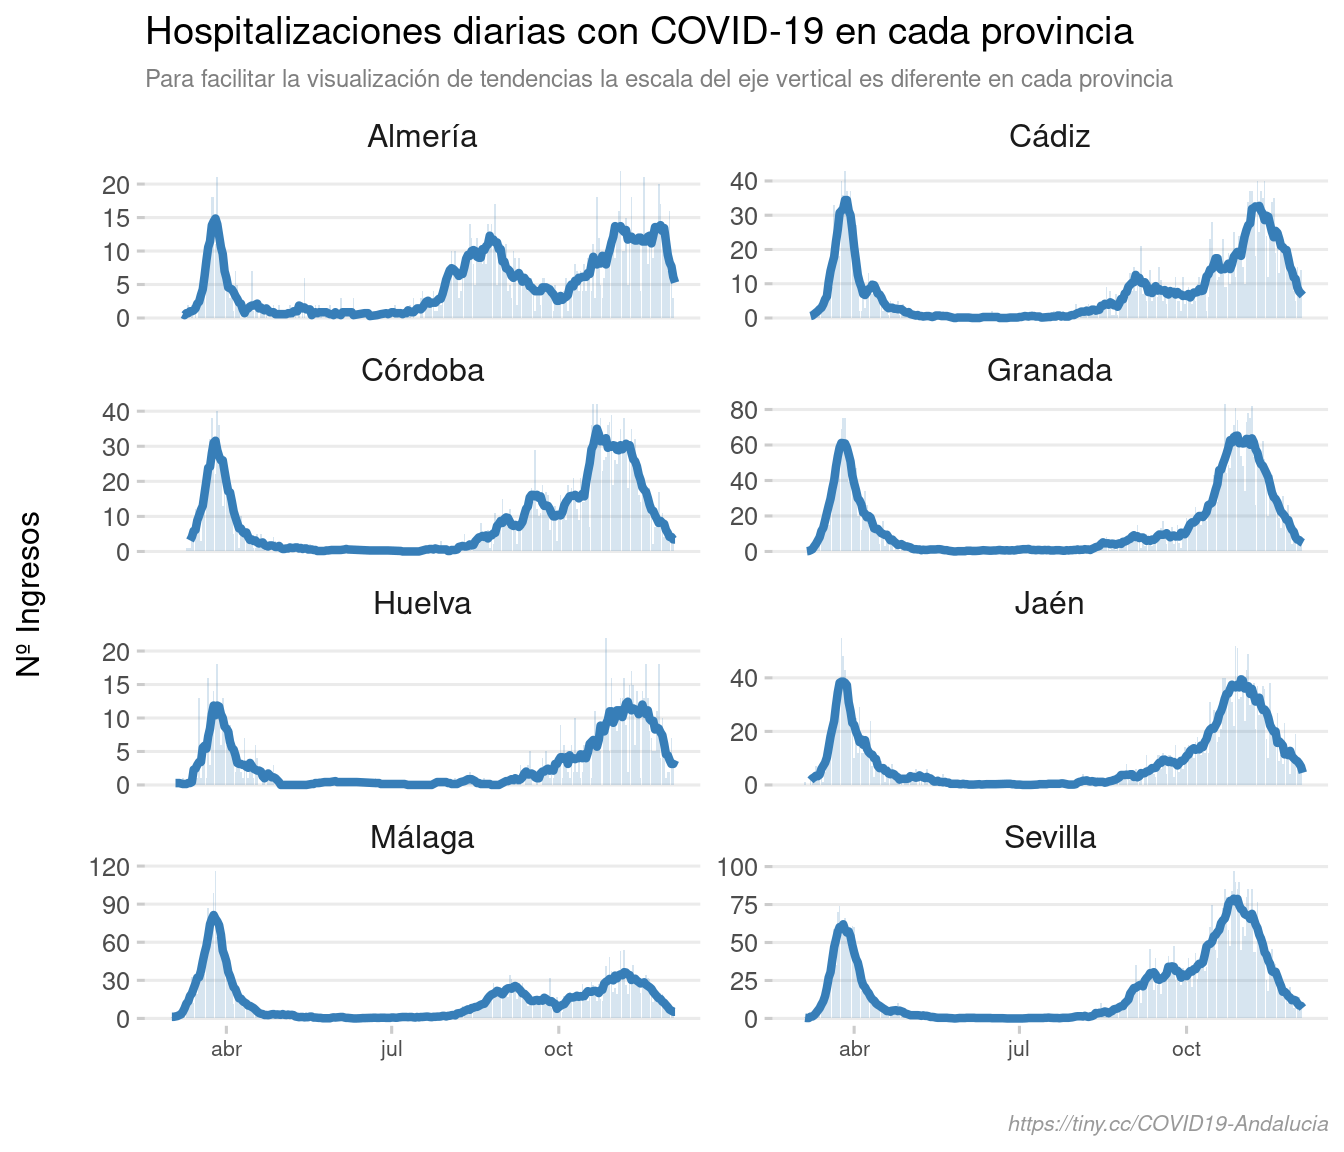 Hospitalizaciones diarias con COVID-19 en cada provincia
Para facilitar la visualización de tendencias la escala del eje vertical es diferente en cada provincia
Nº Ingresos
Almería
20
15
10
5
0
Cádiz
40
30
20
10
0
Córdoba
40
30
20
10
0
Granada
80
60
40
20
0
Huelva
20
15
10
5
0
Jaén
40
20
0
Málaga
120
90
60
30
0
abr jul oct
Sevilla
100
75
50
25
0
abr jul oct
https://tiny.cc/COVID19-Andalucia